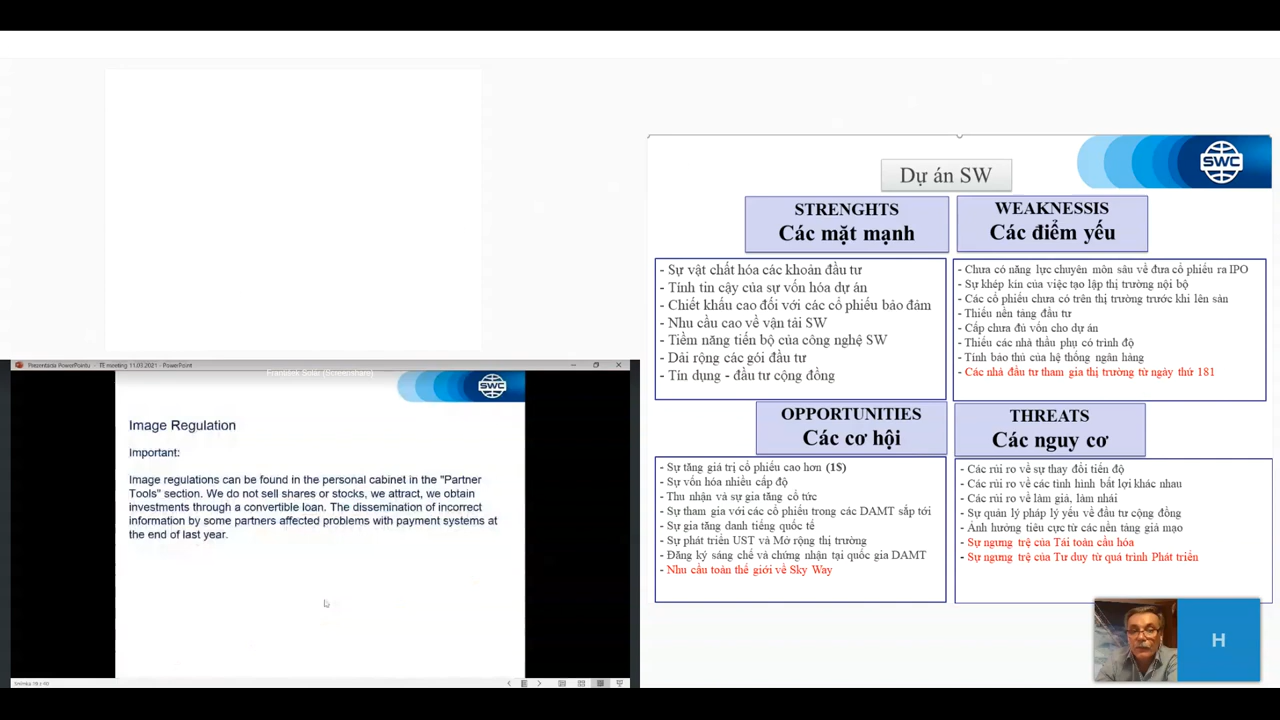 Prezentácia PowerPointu - TE meeting 11.03.2021 - PowerPoint
František Solár (Screenshare)
SWC
Image Regulation
Important:
Image regulations can be found in the personal cabinet in the "Partner
Tools" section. We do not sell shares or stocks, we attract, we obtain
investments through a convertible loan. The dissemination of incorrect
information by some partners affected problems with payment systems at
the end of last year.
SWC
Dự án SW
STRENGHTS
Các mặt mạnh
- Sự vật chất hóa các khoản đầu tư
- Tính tin cậy của sự vốn hóa dự án
- Chiết khấu cao đối với các cổ phiếu bảo đảm
- Nhu cầu cao về vận tải SW
- Tiềm năng tiến bộ của công nghệ SW
- Dải rộng các gói đầu tư
- Tín dụng - đầu tư cộng đồng
WEAKNESSIS
Các điểm yếu
- Chưa có năng lực chuyên môn sâu về đưa cổ phiếu ra IPO
- Sự khép kín của việc tạo lập thị trường nội bộ
- Các cổ phiếu chưa có trên thị trường trước khi lên sàn
- Thiếu nền tảng đầu tư
- Cấp chưa đủ vốn cho dự án
- Thiếu các nhà thầu phụ có trình độ
- Tính bảo thủ của hệ thống ngân hàng
- Các nhà đầu tư tham gia thị trường từ ngày thứ 181
OPPORTUNITIES
Các cơ hội
- Sự tăng giá trị cổ phiếu cao hơn (1S)
- Sự vốn hóa nhiều cấp độ
- Thu nhận và sự gia tăng cổ tức
- Sự tham gia với các cổ phiếu trong các DAMT sắp tới
- Sự gia tăng danh tiếng quốc tế
- Sự phát triển UST và Mở rộng thị trường
- Đăng ký sáng chế và chứng nhận tại quốc gia DAMT
- Nhu cầu toàn thế giới về Sky Way
THREATS
Các nguy cơ
- Các rủi ro về sự thay đổi tiến độ
- Các rủi ro về các tình hình bất lợi khác nhau
- Các rủi ro về làm giả, làm nhái
- Sự quản lý pháp lý yếu về đầu tư cộng đồng
- Ảnh hưởng tiêu cực từ các nền tảng giả mạo
- Sự ngưng trệ của Tái toàn cầu hóa
- Sự ngưng trệ của Tư duy từ quá trình Phát triển
H